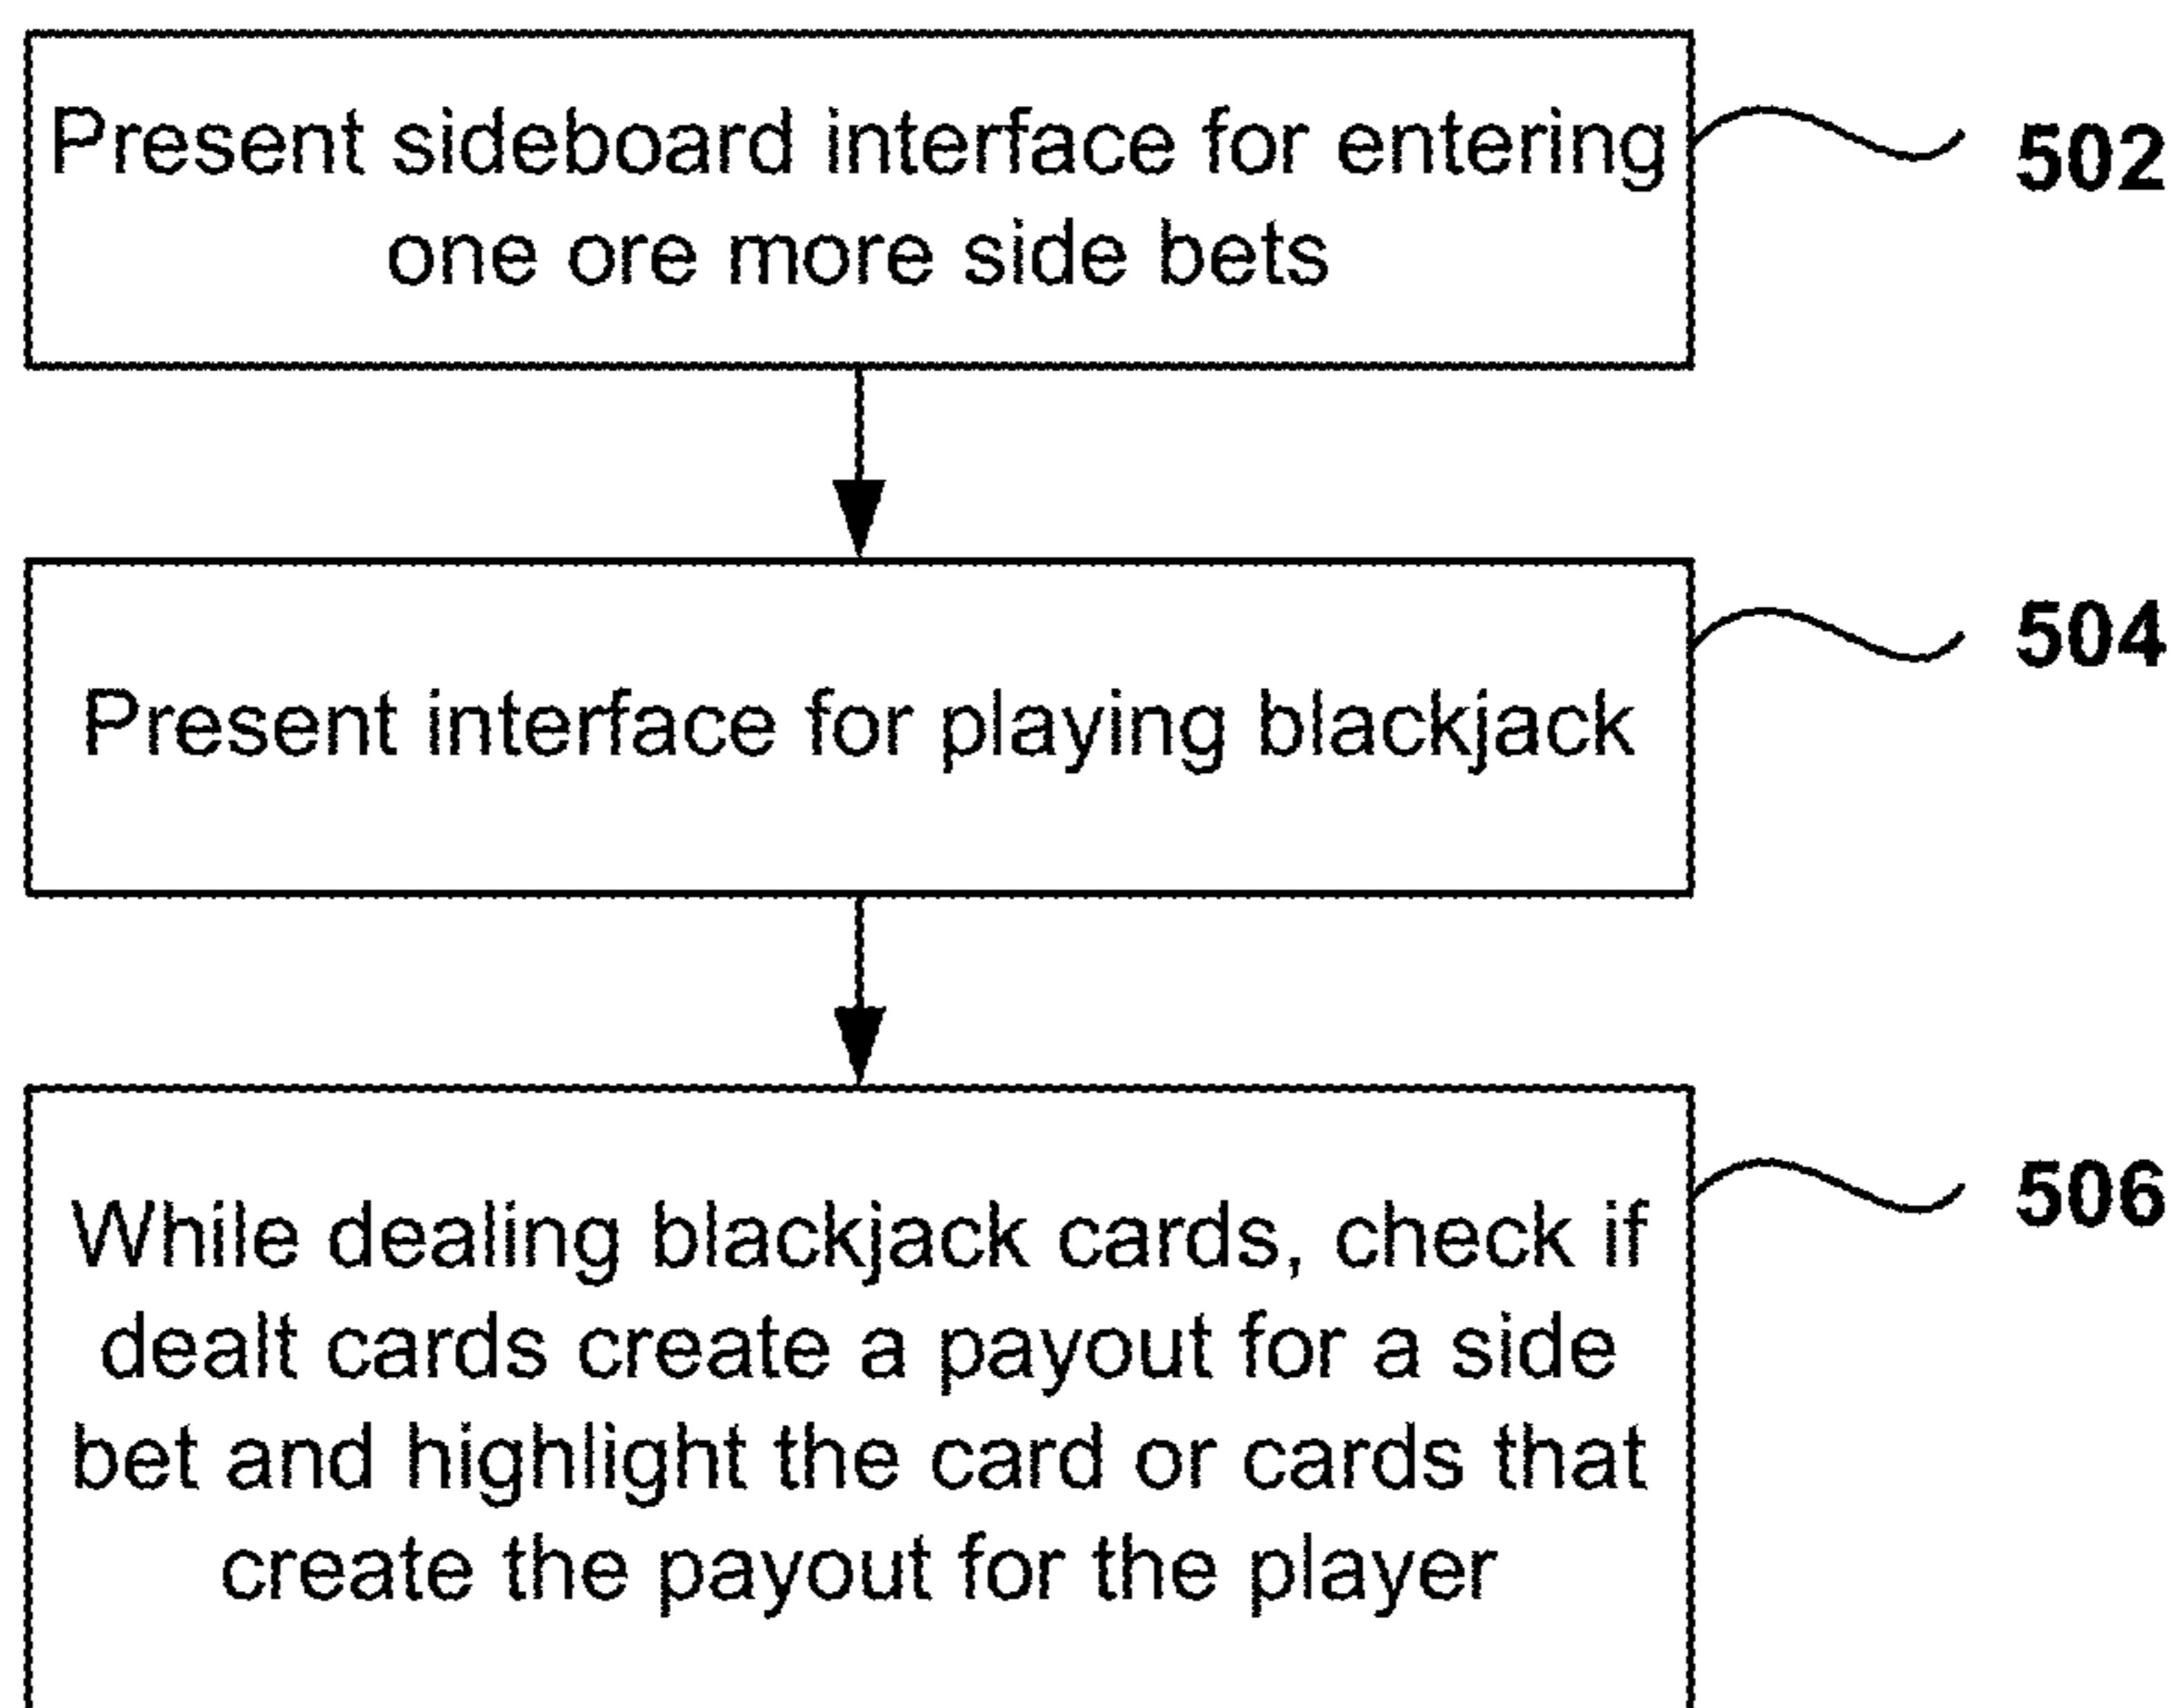 Present sideboard interface for entering
one ore more side bets
502
Present interface for playing blackjack
504
While dealing blackjack cards, check if
dealt cards create a payout for a side
bet and highlight the card or cards that
create the payout for the player
506